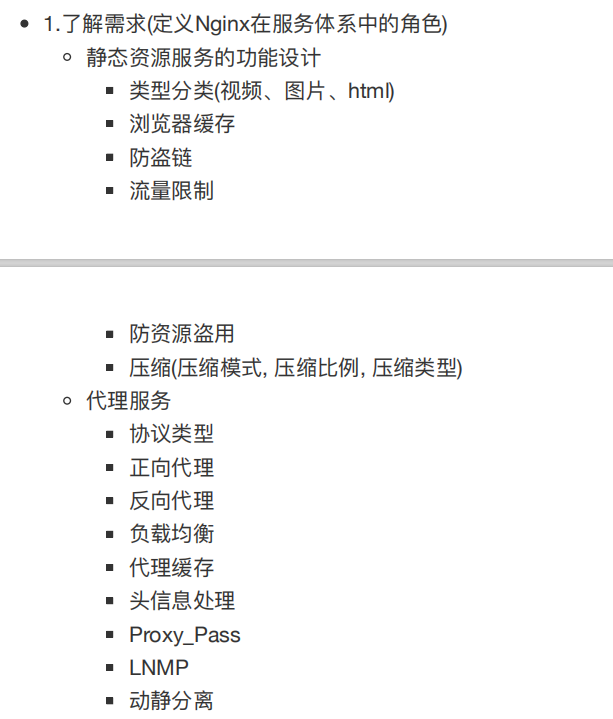 1.了解需求(定义Nginx在服务体系中的角色)
静态资源服务的功能设计
类型分类(视频、图片、html)
浏览器缓存
防盗链
流量限制
防资源盗用
压缩(压缩模式, 压缩比例, 压缩类型)
代理服务
协议类型
正向代理
反向代理
负载均衡
代理缓存
头信息处理
Proxy_Pass
LNMP
动静分离